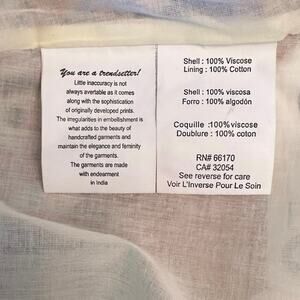 You are a trendsetter!
Little inaccuracy is not
always avertable as it comes
along with the sophistication
of originally developed prints.
The irregularities in embellishment is
what adds to the beauty of
handcrafted garments and
maintain the elegance and feminity
of the garments.
The garments are made
with endearment
in India
Shell : 100% Viscose
Lining : 100% Cotton
Shell : 100% viscosa
Forro : 100% algodón
Coquille :100%viscose
Doublure : 100% coton
RN# 66170
CA# 32054
See reverse for care
Voir L'Inverse Pour Le Soin